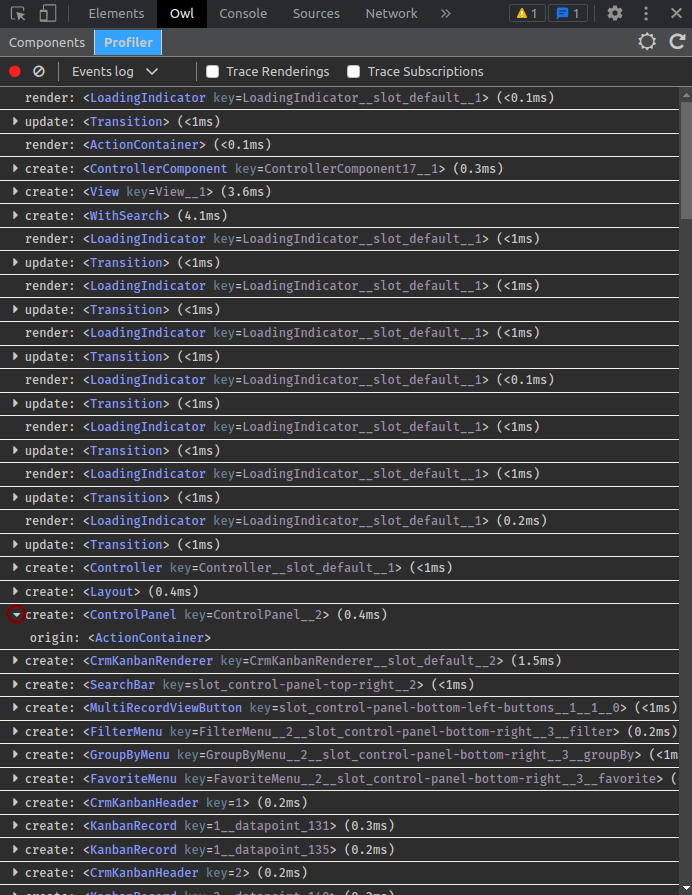 Elements Owl Console Sources Network » 1 1
Components Profiler
Events log Trace Renderings Trace Subscriptions
render: <LoadingIndicator key=LoadingIndicator__slot_default__1> (<0.1ms)
update: <Transition> (<1ms)
render: <ActionContainer> (<0.1ms)
create: <ControllerComponent key=ControllerComponent17__1> (0.3ms)
create: <View key=View__1> (3.6ms)
create: <WithSearch> (4.1ms)
render: <LoadingIndicator key=LoadingIndicator__slot_default__1> (<1ms)
update: <Transition> (<1ms)
render: <LoadingIndicator key=LoadingIndicator__slot_default__1> (<1ms)
update: <Transition> (<1ms)
render: <LoadingIndicator key=LoadingIndicator__slot_default__1> (<1ms)
update: <Transition> (<1ms)
render: <LoadingIndicator key=LoadingIndicator__slot_default__1> (<0.1ms)
update: <Transition> (<1ms)
render: <LoadingIndicator key=LoadingIndicator__slot_default__1> (<1ms)
update: <Transition> (<1ms)
render: <LoadingIndicator key=LoadingIndicator__slot_default__1> (<1ms)
update: <Transition> (<1ms)
render: <LoadingIndicator key=LoadingIndicator__slot_default__1> (0.2ms)
update: <Transition> (<1ms)
create: <Controller key=Controller__slot_default__1> (<1ms)
create: <Layout> (0.4ms)
create: <ControlPanel key=ControlPanel__2> (0.4ms)
origin: <ActionContainer>
create: <CrmKanbanRenderer key=CrmKanbanRenderer__slot_default__2> (1.5ms)
create: <SearchBar key=slot_control-panel-top-right__2> (<1ms)
create: <MultiRecordViewButton key=slot_control-panel-bottom-left-buttons__1__1__0> (<1ms)
create: <FilterMenu key=FilterMenu__2__slot_control-panel-bottom-right__3__filter> (0.2ms)
create: <GroupByMenu key=GroupByMenu__2__slot_control-panel-bottom-right__3__groupBy> (<1m
create: <FavoriteMenu key=FavoriteMenu__2__slot_control-panel-bottom-right__3__favorite> (
create: <CrmKanbanHeader key=1> (0.2ms)
create: <KanbanRecord key=1__datapoint_131> (0.3ms)
create: <KanbanRecord key=1__datapoint_135> (0.2ms)
create: <CrmKanbanHeader key=2> (0.2ms)